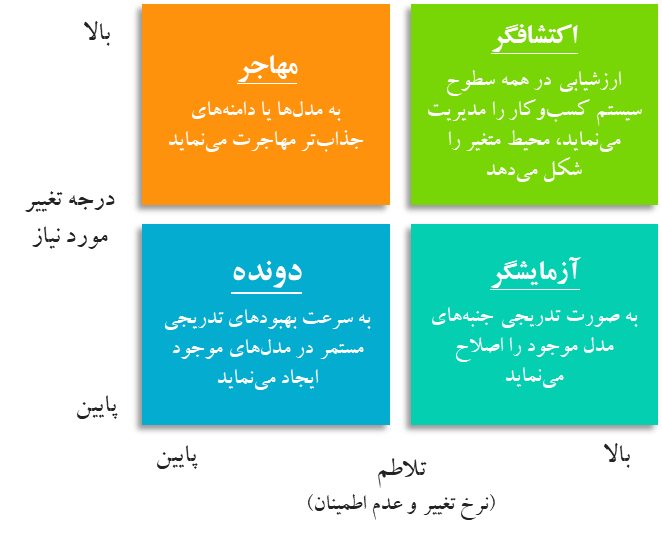 بالا
اکتشافگر
ارزشیابی در همه سطوح
سیستم کسب‌وکار را مدیریت
می‌نماید، محیط متغیر را
شکل می‌دهد
مهاجر
به مدل‌ها یا دامنه‌های
جذاب‌تر مهاجرت می‌نماید
درجه تغییر
مورد نیاز
آزمایشگر
به صورت تدریجی جنبه‌های
مدل موجود را اصلاح
می‌نماید
دونده
به سرعت بهبودهای تدریجی
مستمر در مدل‌های موجود
ایجاد می‌نماید
پایین
بالا
تلاطم
پایین
(نرخ تغییر و عدم اطمینان)